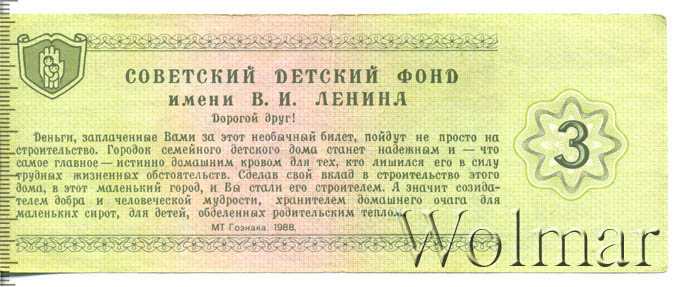 СОВЕТСКИЙ ДЕТСКИЙ ФОНД
имени В. И. ЛЕНИНА
Дорогой друг!
Деньги, заплаченные Вами за этот необычный билет, пойдут не просто на
строительство. Городок семейного детского дома станет надежным и — что
самое главное — истинно домашним кровом для тех, кто лишился его в силу
трудных жизненных обстоятельств. Сделав свой вклад в строительство этого
дома, в этот маленький город, и Вы стали его строителем. А значит созида-
телем добра и человеческой мудрости, хранителем домашнего очага для
маленьких сирот, для детей, обделенных родительским теплом.
МТ Гознака. 1988.
3
Wolmar